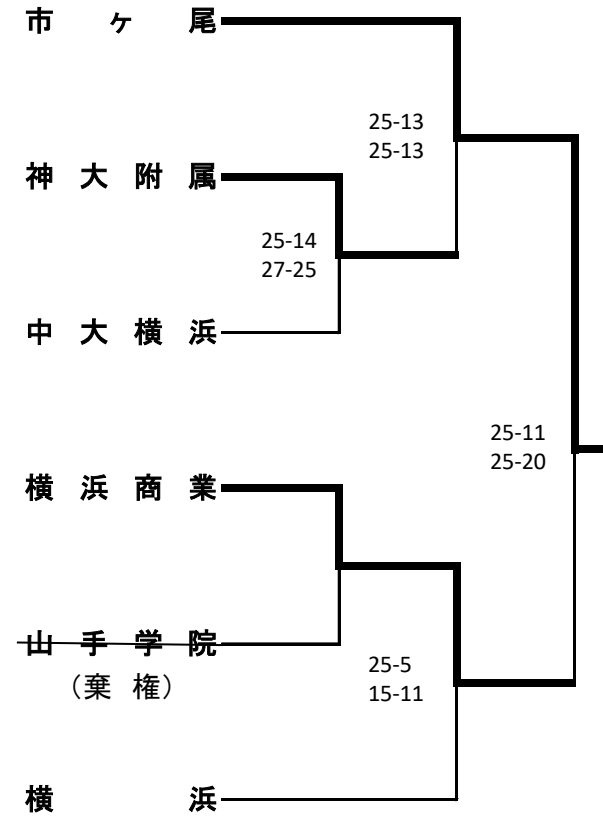 市ヶ尾
25-13
25-13
神大附属
25-14
27-25
中大横浜
25-11
25-20
横浜商業
山手学院
（棄権）
25-5
15-11
横浜